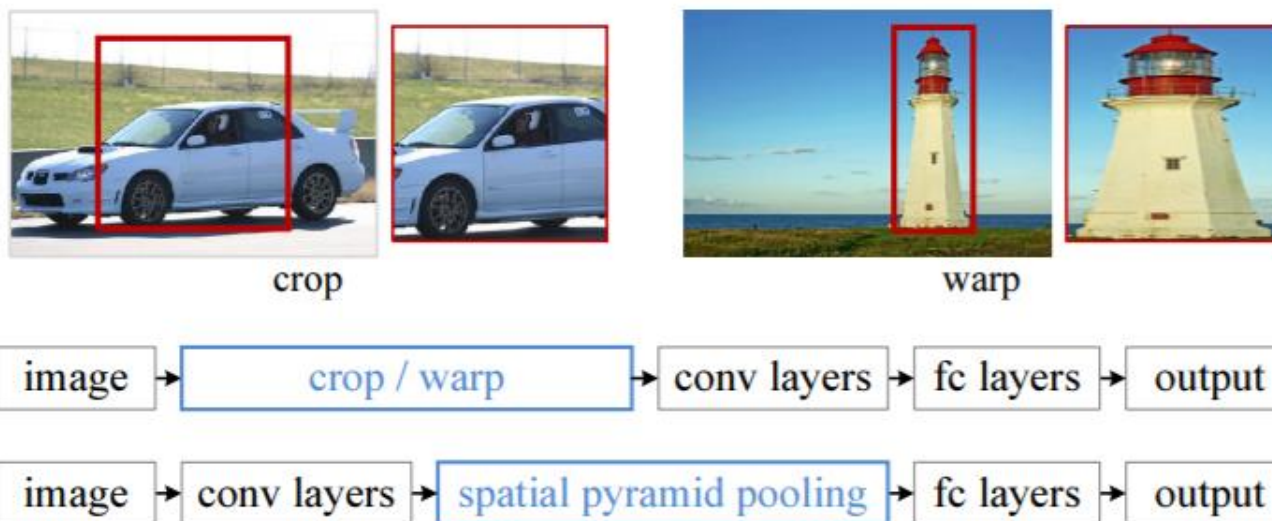 crop
warp
image crop / warp conv layers fc layers output
image conv layers spatial pyramid pooling fc layers output